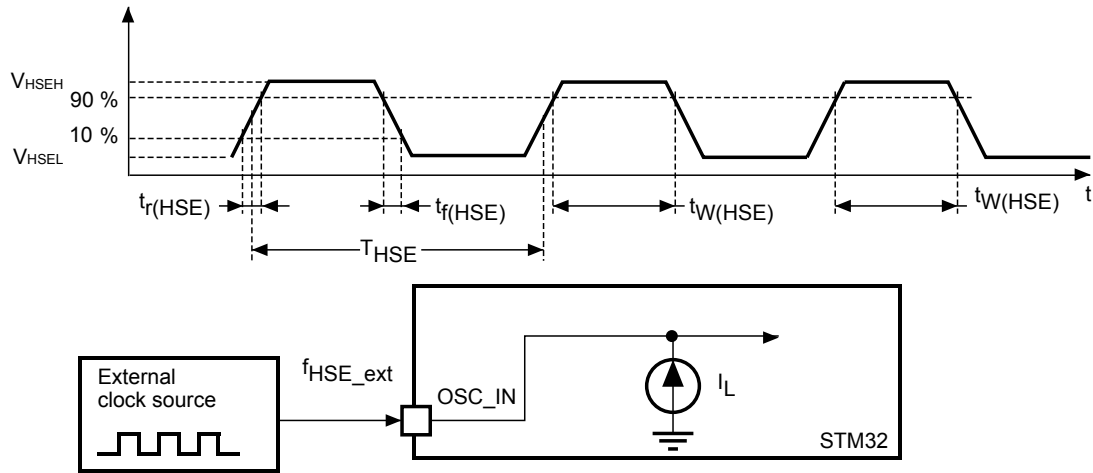 VHSEH
90 %
10 %
VHSEL
tr(HSE)
tf(HSE)
tW(HSE)
tW(HSE)
t
THSE
External
clock source
fHSE_ext
OSC_IN
IL
STM32